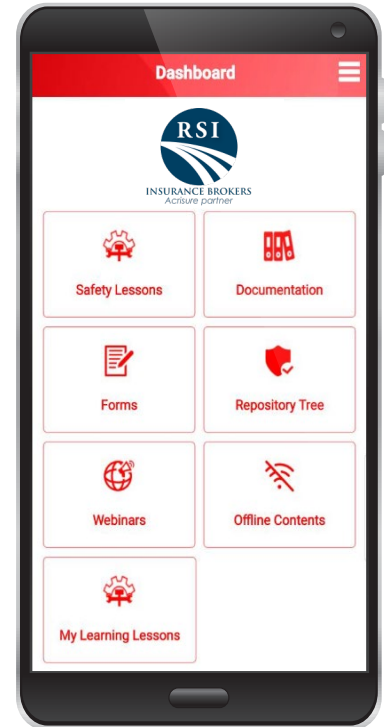 Dashboard
RSI
INSURANCE BROKERS
Acrisure partner
Safety Lessons
Documentation
Forms
Repository Tree
Webinars
Offline Contents
My Learning Lessons